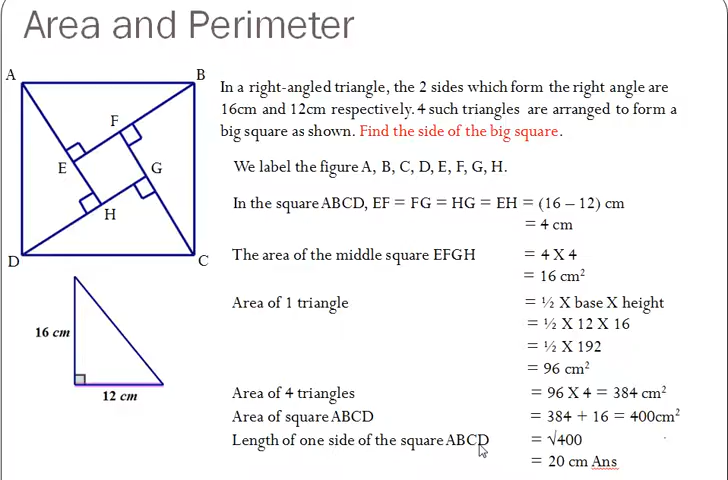 Area and Perimeter
In a right-angled triangle, the 2 sides which form the right angle are
16cm and 12cm respectively. 4 such triangles are arranged to form a
big square as shown. Find the side of the big square.
We label the figure A, B, C, D, E, F, G, H.
In the square ABCD, EF = FG = HG = EH = (16 – 12) cm
= 4 cm
The area of the middle square EFGH = 4 X 4
= 16 cm²
Area of 1 triangle = ½ X base X height
= ½ X 12 X 16
= ½ X 192
= 96 cm²
Area of 4 triangles = 96 X 4 = 384 cm²
Area of square ABCD = 384 + 16 = 400cm²
Length of one side of the square ABCD = √400
= 20 cm Ans
A
B
F
E
G
H
D
C
16 cm
12 cm